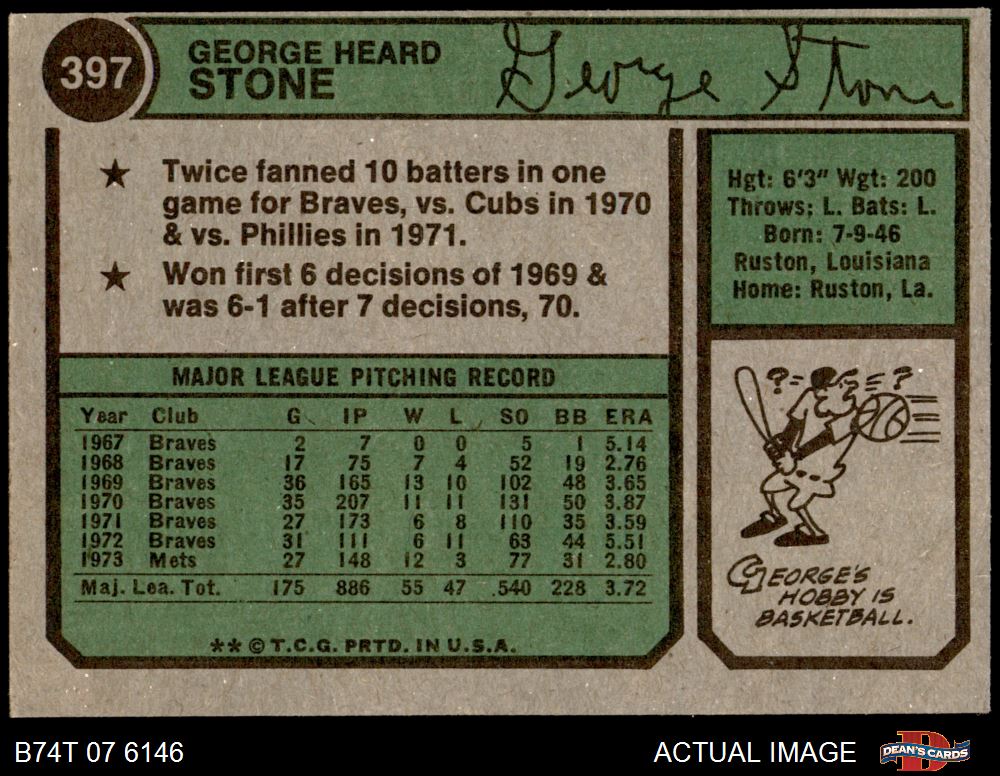 397
GEORGE HEARD
STONE
George Stone
★ Twice fanned 10 batters in one
game for Braves, vs. Cubs in 1970
& vs. Phillies in 1971.
★ Won first 6 decisions of 1969 &
was 6-1 after 7 decisions, 70.
Hgt: 6'3" Wgt: 200
Throws: L. Bats: L.
Born: 7-9-46
Ruston, Louisiana
Home: Ruston, La.
MAJOR LEAGUE PITCHING RECORD
Year Club G IP W L SO BB ERA
1967 Braves 2 7 0 0 5 1 5.14
1968 Braves 17 75 7 4 52 19 2.76
1969 Braves 36 165 13 10 102 48 3.65
1970 Braves 35 207 11 11 131 50 3.87
1971 Braves 27 173 6 8 110 35 3.59
1972 Braves 31 111 6 11 63 44 5.51
1973 Mets 27 148 12 3 77 31 2.80
Maj. Lea. Tot. 175 886 55 47 540 228 3.72
** © T.C.G. PRTD. IN U.S.A.
?= = ?
GEORGE'S
HOBBY IS
BASKETBALL.
B74T 07 6146
ACTUAL IMAGE
D
DEAN'S CARDS